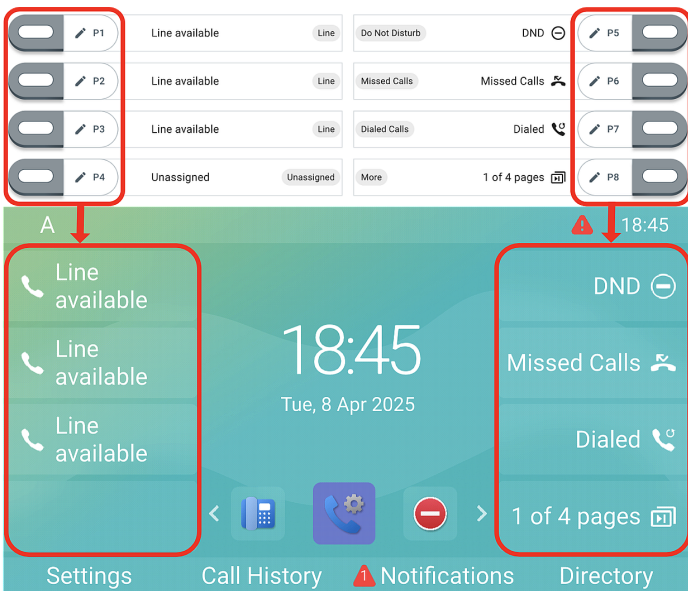 P1 Line available Line Do Not Disturb DND P5
P2 Line available Line Missed Calls Missed Calls P6
P3 Line available Line Dialed Calls Dialed P7
P4 Unassigned Unassigned More 1 of 4 pages P8
A 18:45
Line
available
DND
Line
available
Missed Calls
Line
available
Dialed
18:45
Tue, 8 Apr 2025
1 of 4 pages
Settings Call History 1 Notifications Directory